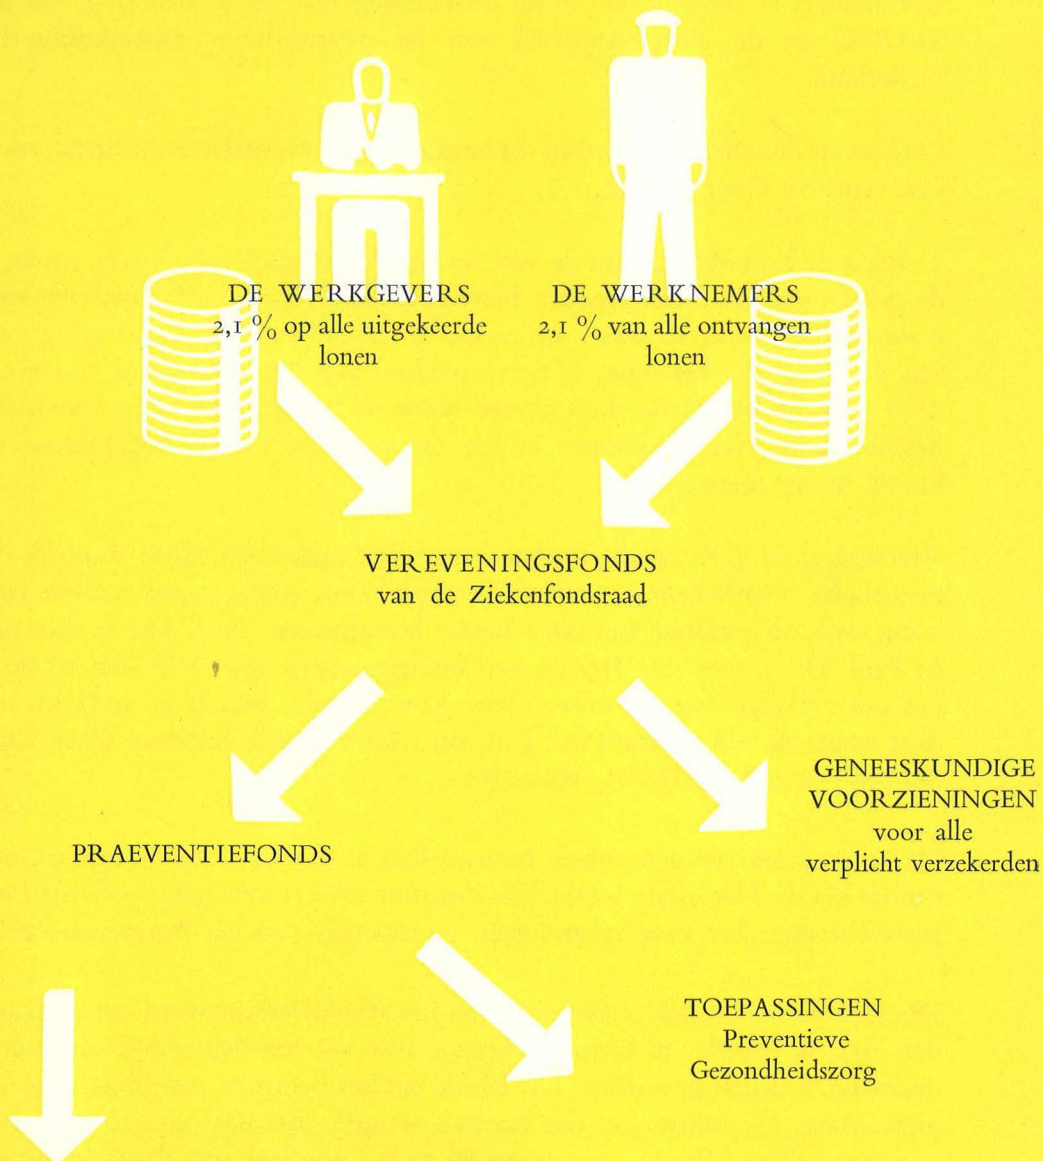 DE WERKGEVERS
2,1 % op alle uitgekeerde
lonen
DE WERKNEMERS
2,1 % van alle ontvangen
lonen
VEREVENINGSFONDS
van de Ziekenfondsraad
PRAEVENTIEFONDS
GENEESKUNDIGE
VOORZIENINGEN
voor alle
verplicht verzekerden
TOEPASSINGEN
Preventieve
Gezondheidszorg